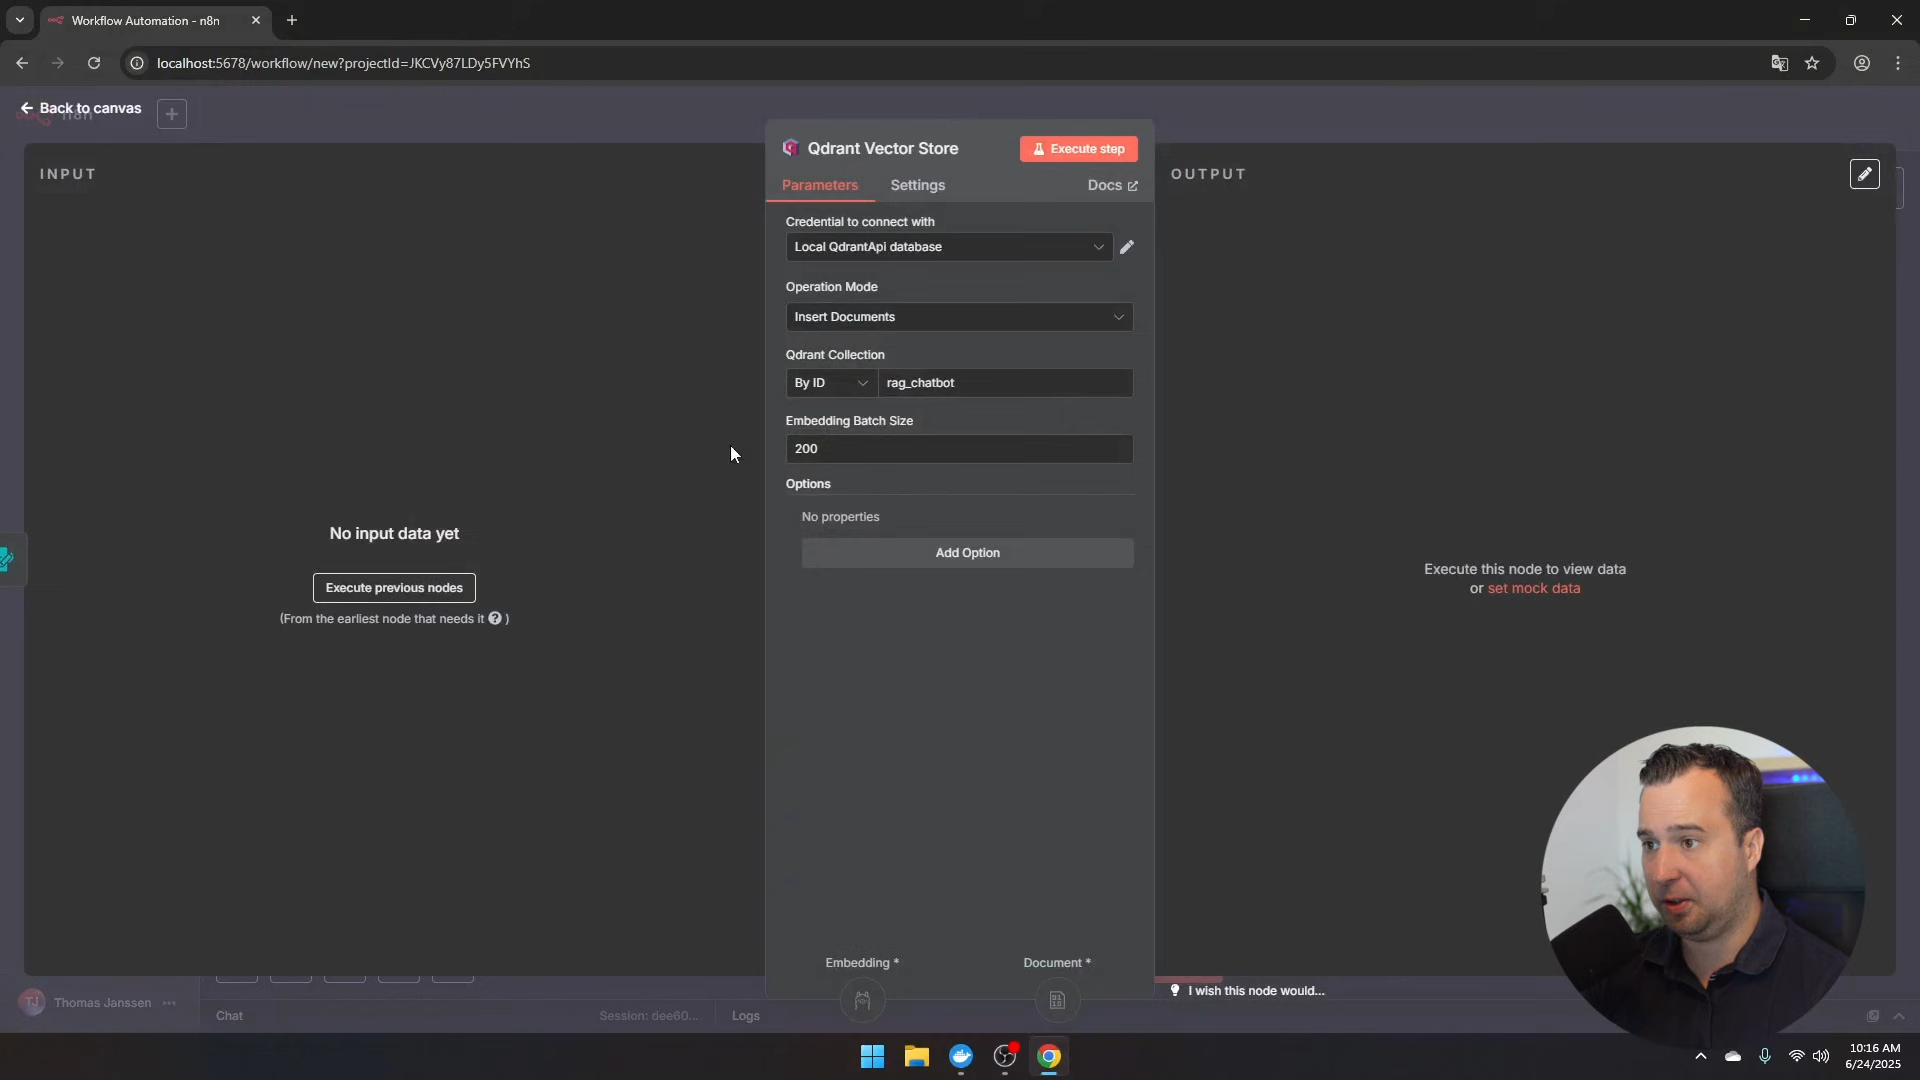 Workflow Automation - n8n
localhost:5678/workflow/new?projectId=JKCVy87LDy5FVYhS
Back to canvas
n8n
INPUT
No input data yet
Execute previous nodes
(From the earliest node that needs it ? )
Qdrant Vector Store
Execute step
Parameters
Settings
Docs
Credential to connect with
Local QdrantApi database
Operation Mode
Insert Documents
Qdrant Collection
By ID
rag_chatbot
Embedding Batch Size
200
Options
No properties
Add Option
Embedding *
Document *
OUTPUT
Execute this node to view data
or set mock data
I wish this node would...
TJ
Thomas Janssen
Chat
Session: dee60...
Logs
10:16 AM
6/24/2025